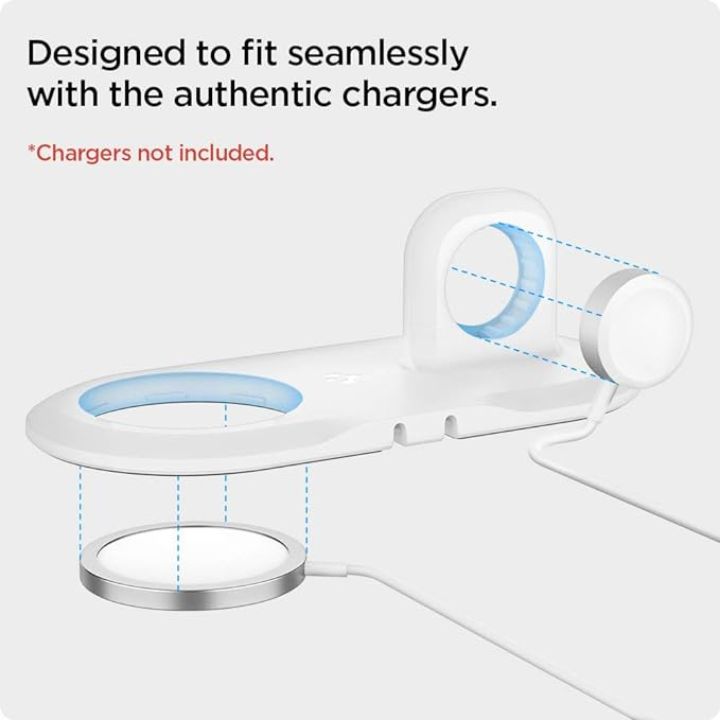 Designed to fit seamlessly
with the authentic chargers.
*Chargers not included.